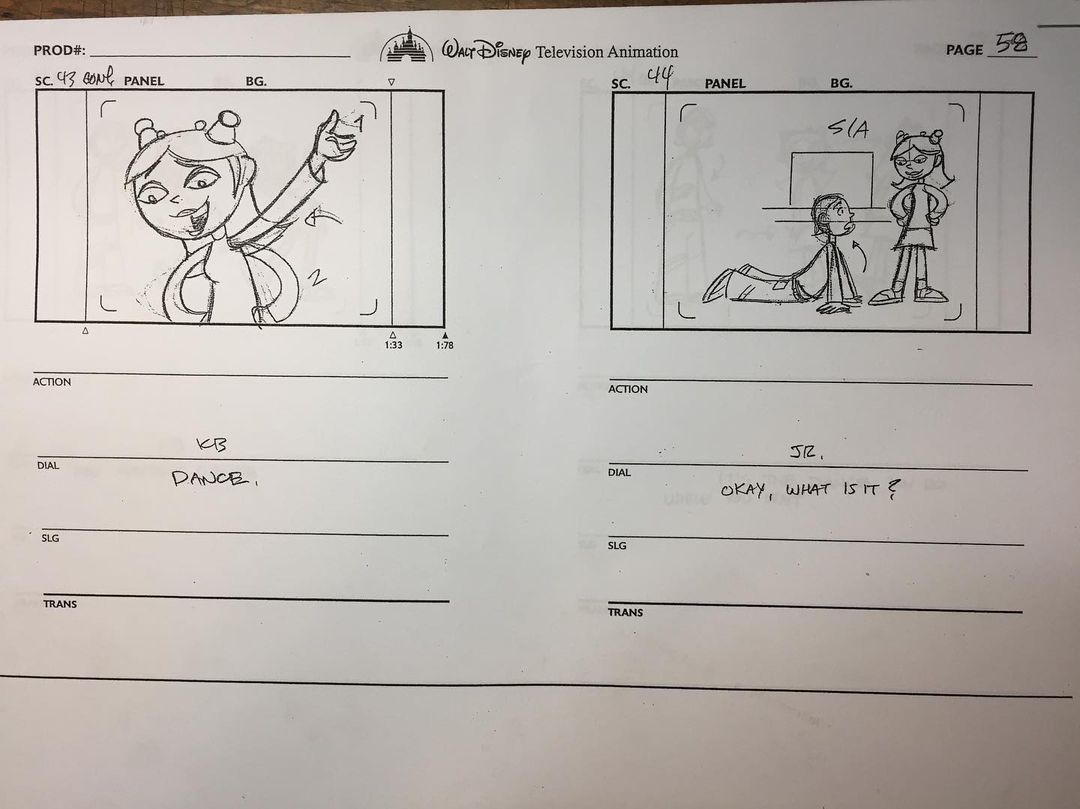 PROD#:
WALT DISNEY Television Animation
PAGE 58
SC. 43 CONT PANEL BG.
1
2
1:33 1:78
ACTION
KB
DIAL
DANCE.
SLG
TRANS
SC. 44 PANEL BG.
S/A
ACTION
JR.
DIAL
OKAY, WHAT IS IT?
SLG
TRANS